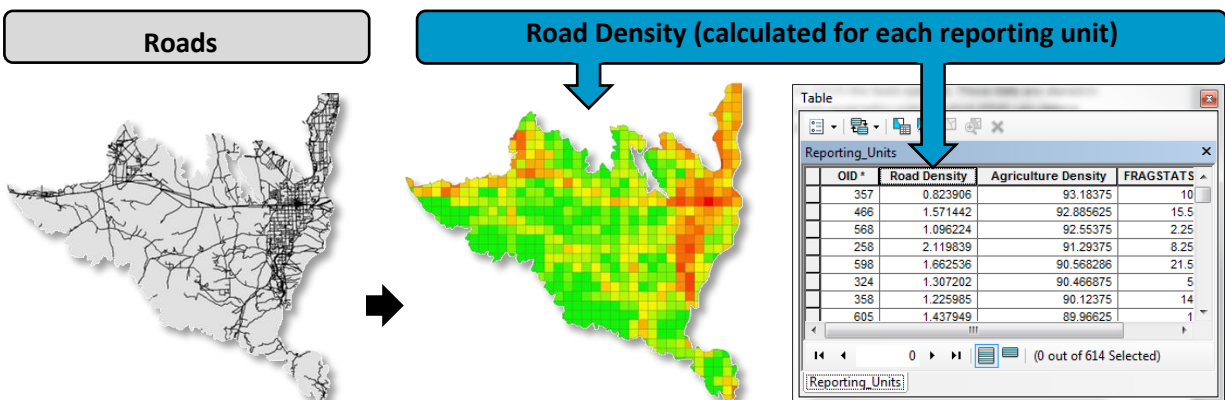 Roads
Road Density (calculated for each reporting unit)
Table
Reporting_Units
OID * Road Density Agriculture Density FRAGSTATS
357 0.823906 93.18375 10
466 1.571442 92.885625 15.5
568 1.096224 92.55375 2.25
258 2.119839 91.29375 8.25
598 1.662536 90.568286 21.5
324 1.307202 90.466875 5
358 1.225985 90.12375 14
605 1.437949 89.96625 1
0 (0 out of 614 Selected)
Reporting_Units